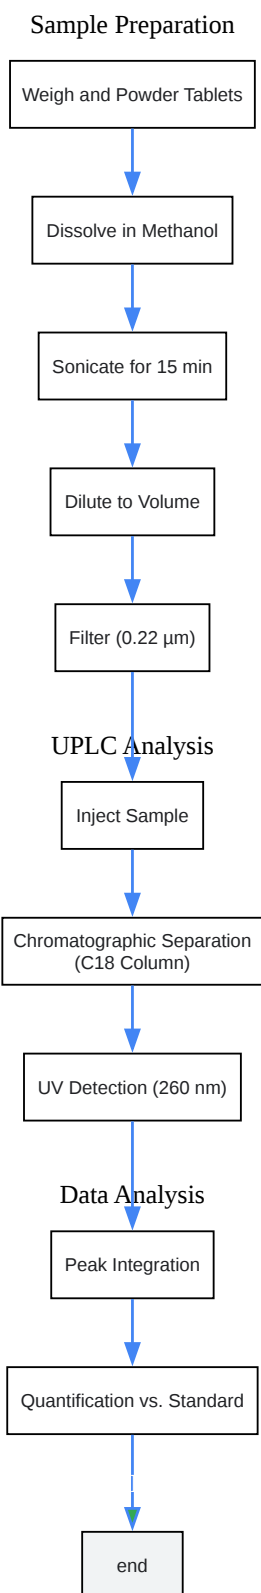 Sample Preparation
Weigh and Powder Tablets
Dissolve in Methanol
Sonicate for 15 min
Dilute to Volume
Filter (0.22 µm)
UPLC Analysis
Inject Sample
Chromatographic Separation
(C18 Column)
UV Detection (260 nm)
Data Analysis
Peak Integration
Quantification vs. Standard
end